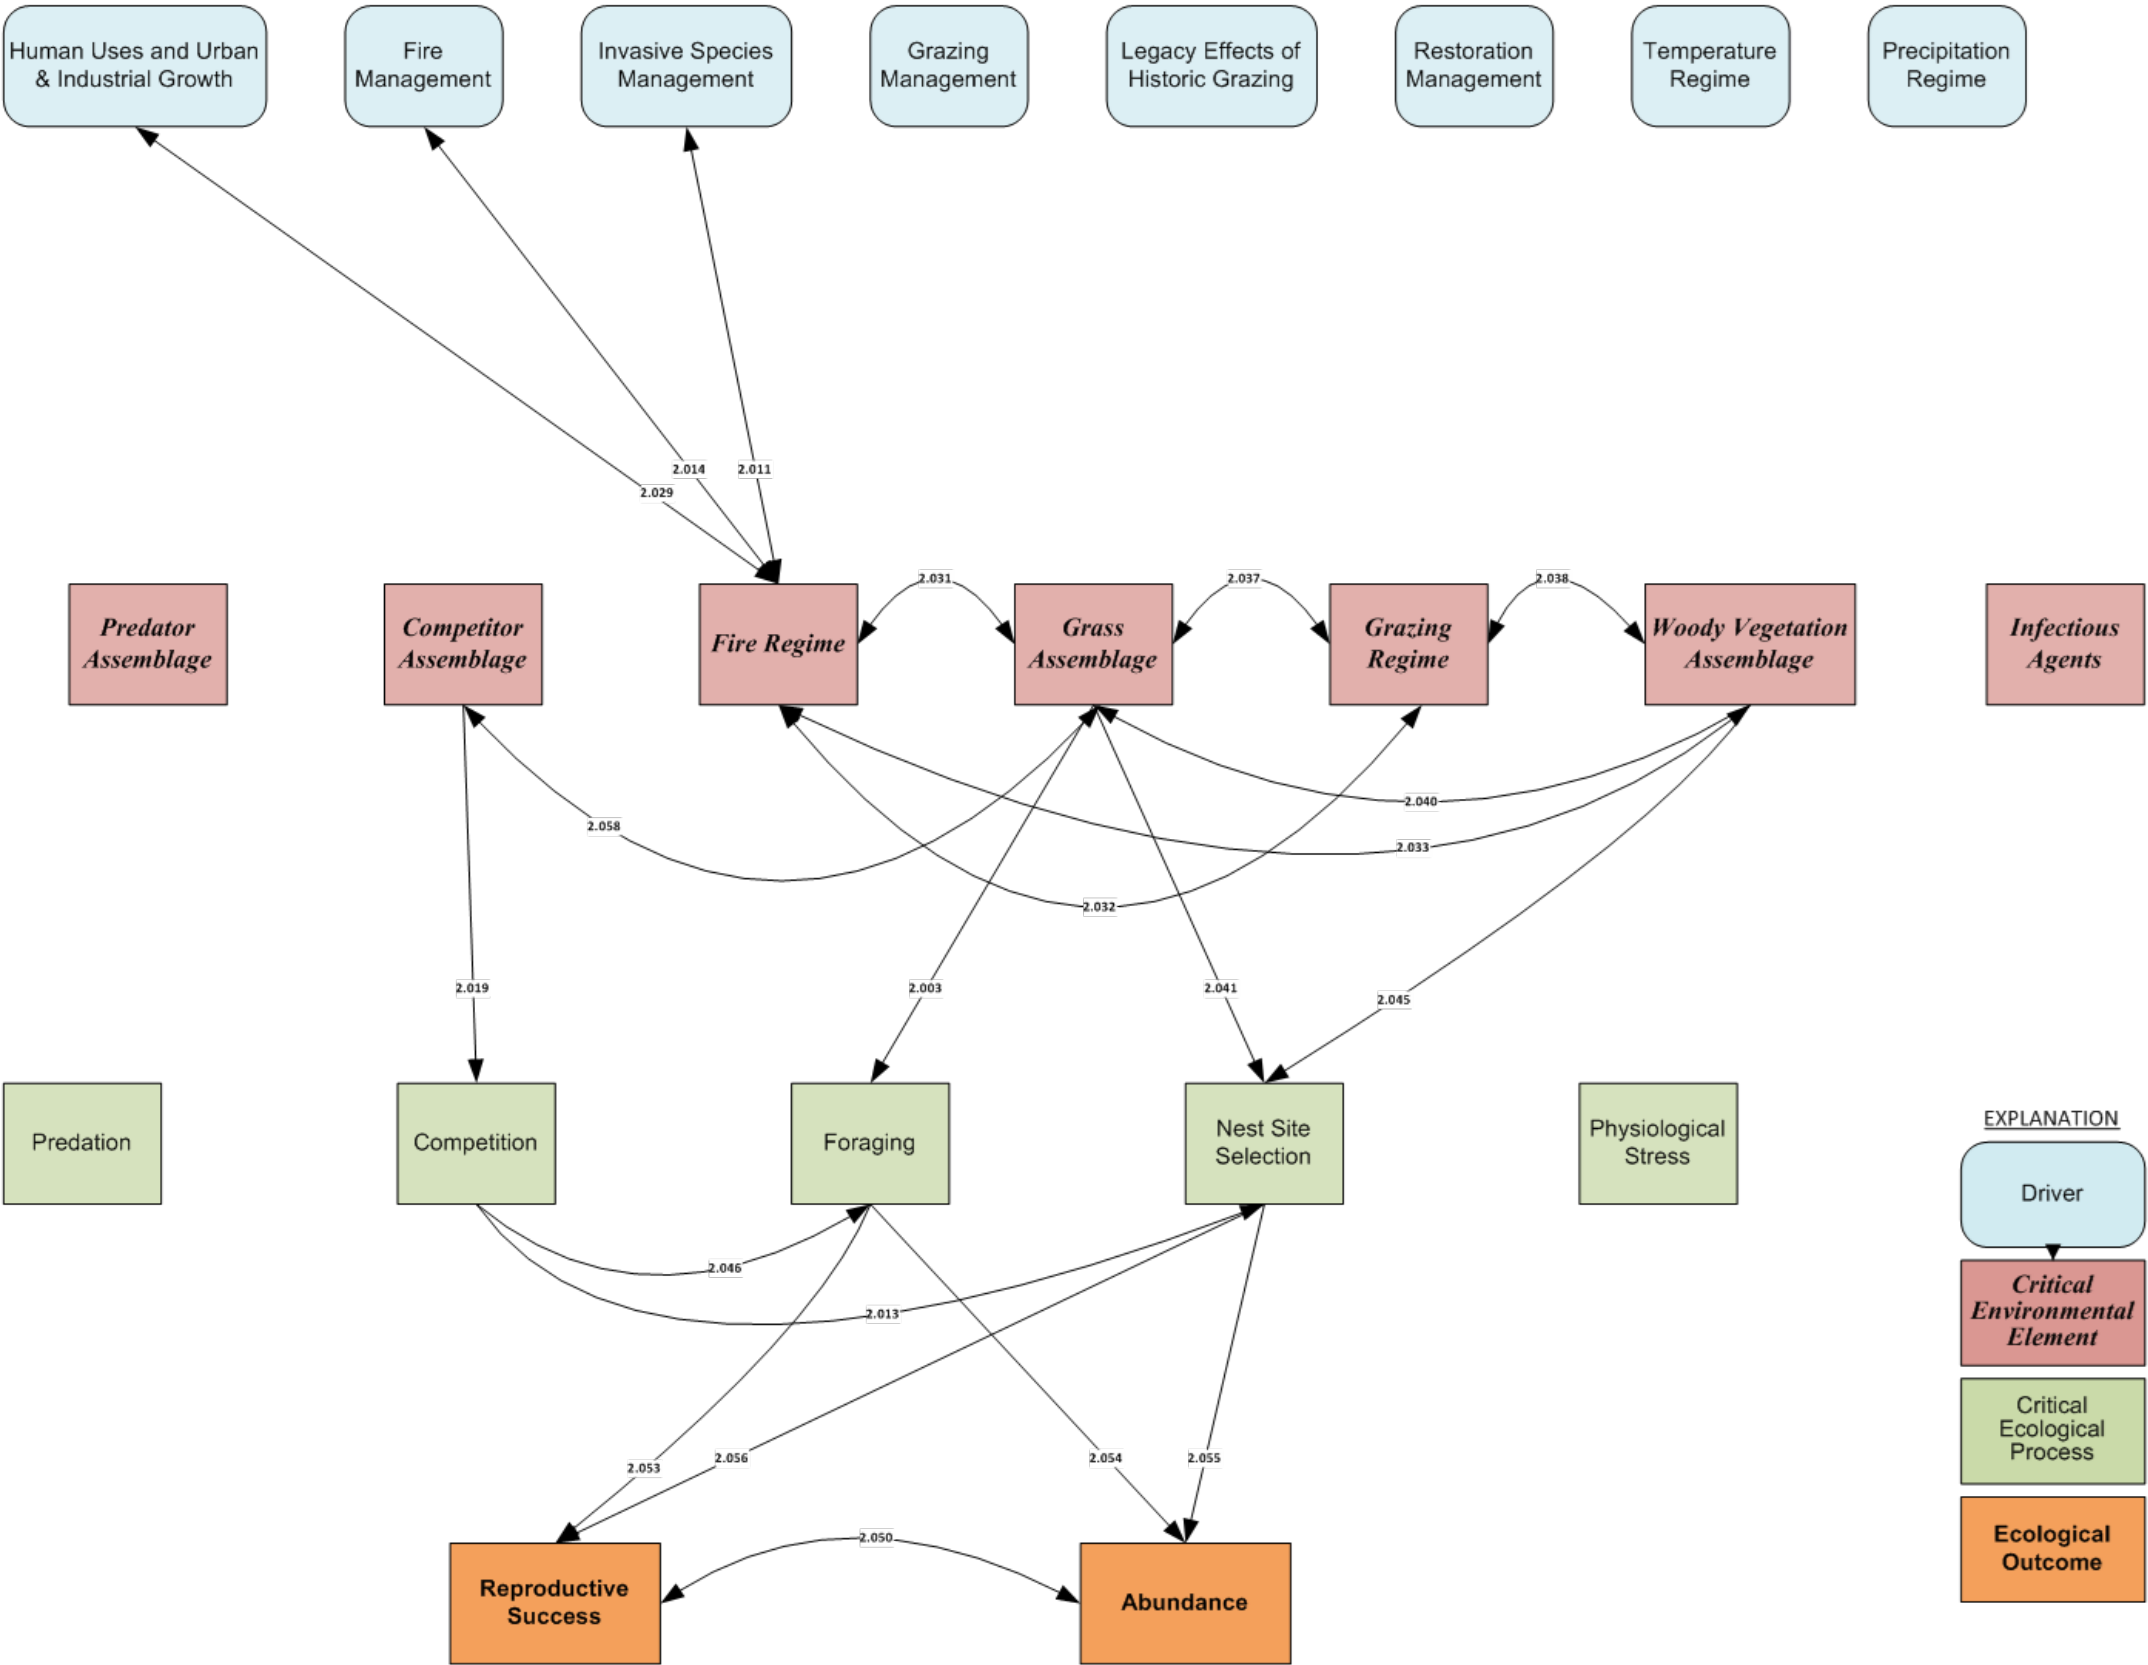 Human Uses and Urban
& Industrial Growth
Fire
Management
Invasive Species
Management
Grazing
Management
Legacy Effects of
Historic Grazing
Restoration
Management
Temperature
Regime
Precipitation
Regime
2.014
2.011
2.029
2.031
2.037
2.038
Predator
Assemblage
Competitor
Assemblage
Fire Regime
Grass
Assemblage
Grazing
Regime
Woody Vegetation
Assemblage
Infectious
Agents
2.040
2.058
2.033
2.032
2.019
2.003
2.041
2.045
Predation
Competition
Foraging
Nest Site
Selection
Physiological
Stress
2.046
2.013
2.053
2.056
2.054
2.055
2.050
Reproductive
Success
Abundance
EXPLANATION
Driver
Critical
Environmental
Element
Critical
Ecological
Process
Ecological
Outcome